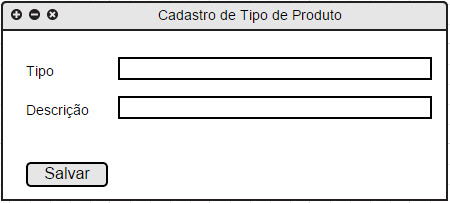 Cadastro de Tipo de Produto
Tipo
Descrição
Salvar